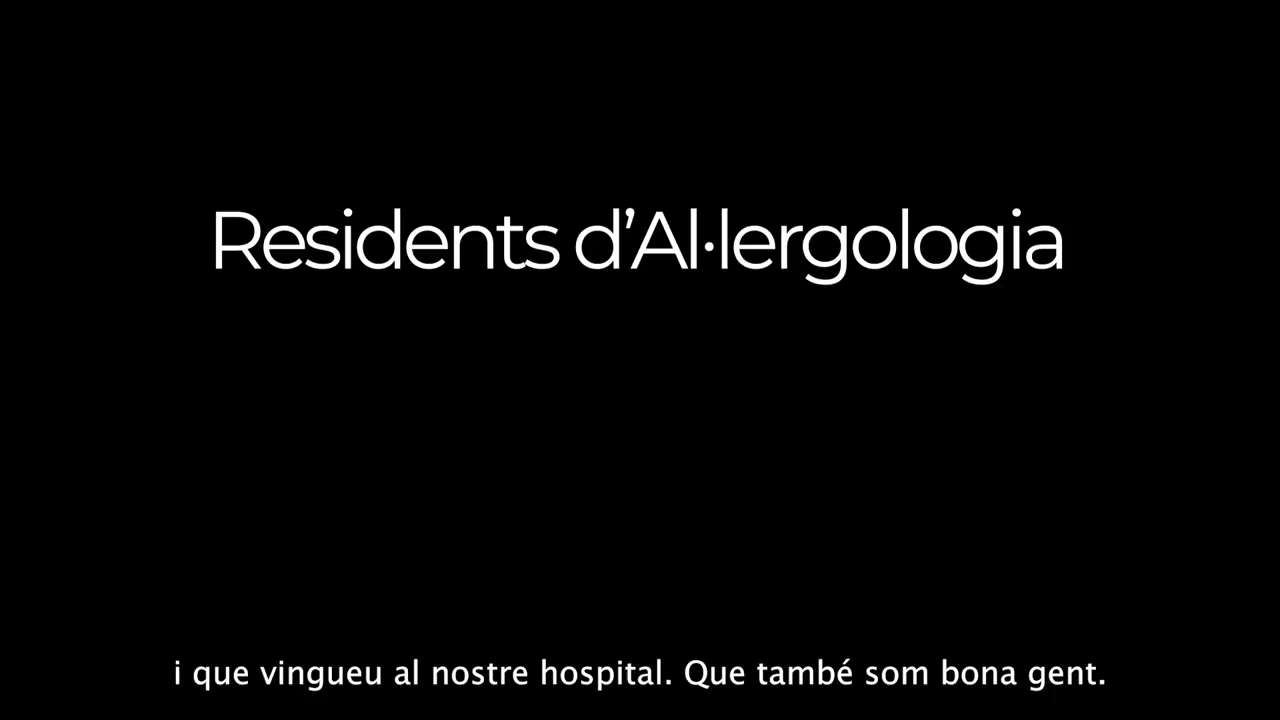 Residents d’Al·lergologia
i que vingueu al nostre hospital. Que també som bona gent.